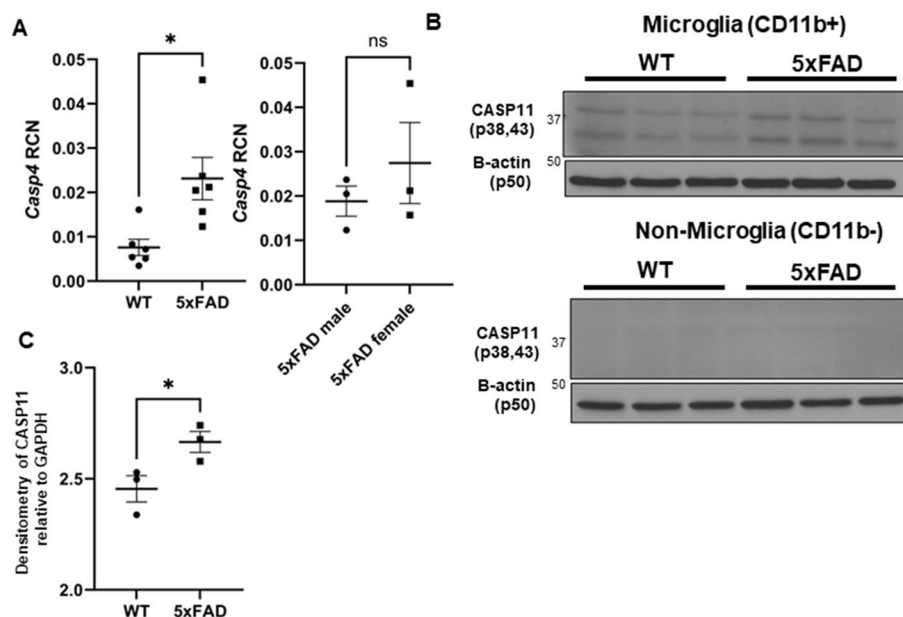 A
*
Casp4 RCN
0.05
0.04
0.03
0.02
0.01
0.00
WT
5xFAD
ns
Casp4 RCN
0.05
0.04
0.03
0.02
0.01
0.00
5xFAD male
5xFAD female
B
Microglia (CD11b+)
WT
5xFAD
CASP11
(p38,43)
37
B-actin
(p50)
50
Non-Microglia (CD11b-)
WT
5xFAD
CASP11
(p38,43)
37
B-actin
(p50)
50
C
*
Densitometry of CASP11
relative to GAPDH
3.0
2.5
2.0
WT
5xFAD